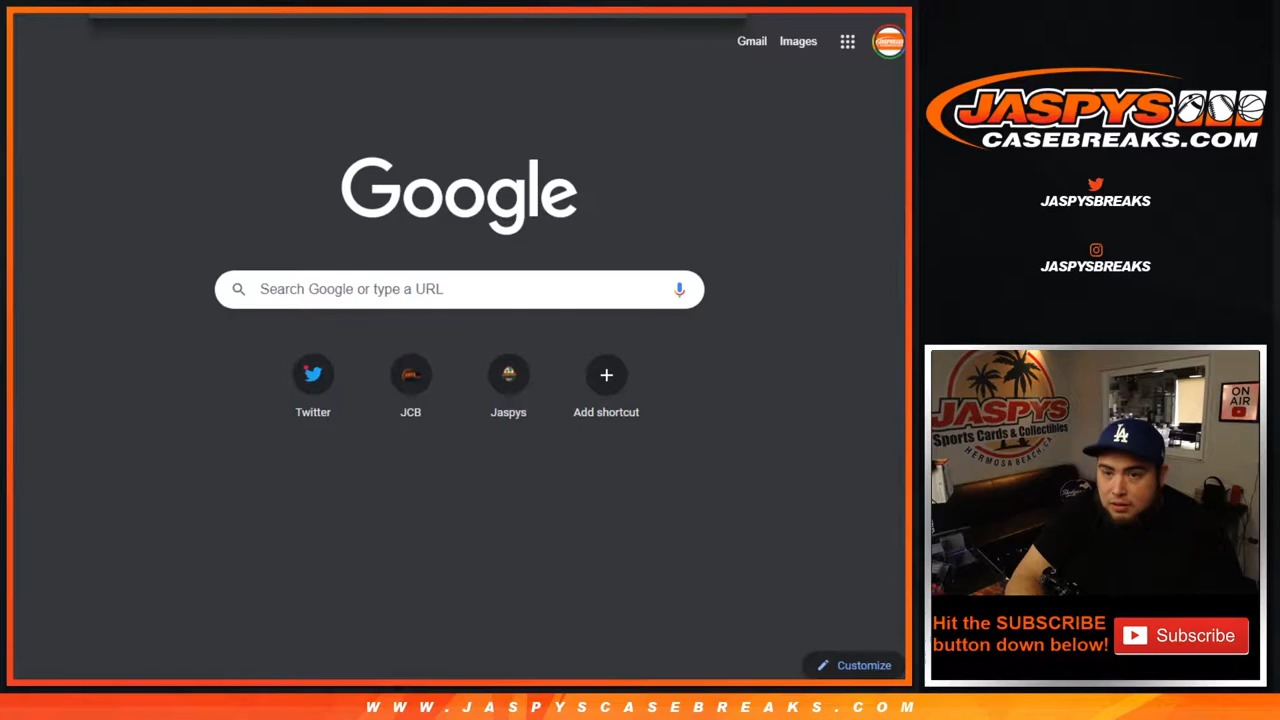 Gmail Images
Google
Search Google or type a URL
Twitter JCB Jaspys Add shortcut
Customize
JASPYS
CASEBREAKS.COM
JASPYSBREAKS
JASPYSBREAKS
JASPYS
Sports Cards & Collectibles
HERMOSA BEACH, CA
ON
AIR
LA
Hit the SUBSCRIBE
button down below!
Subscribe
WWW.JASPYSCASEBREAKS.COM